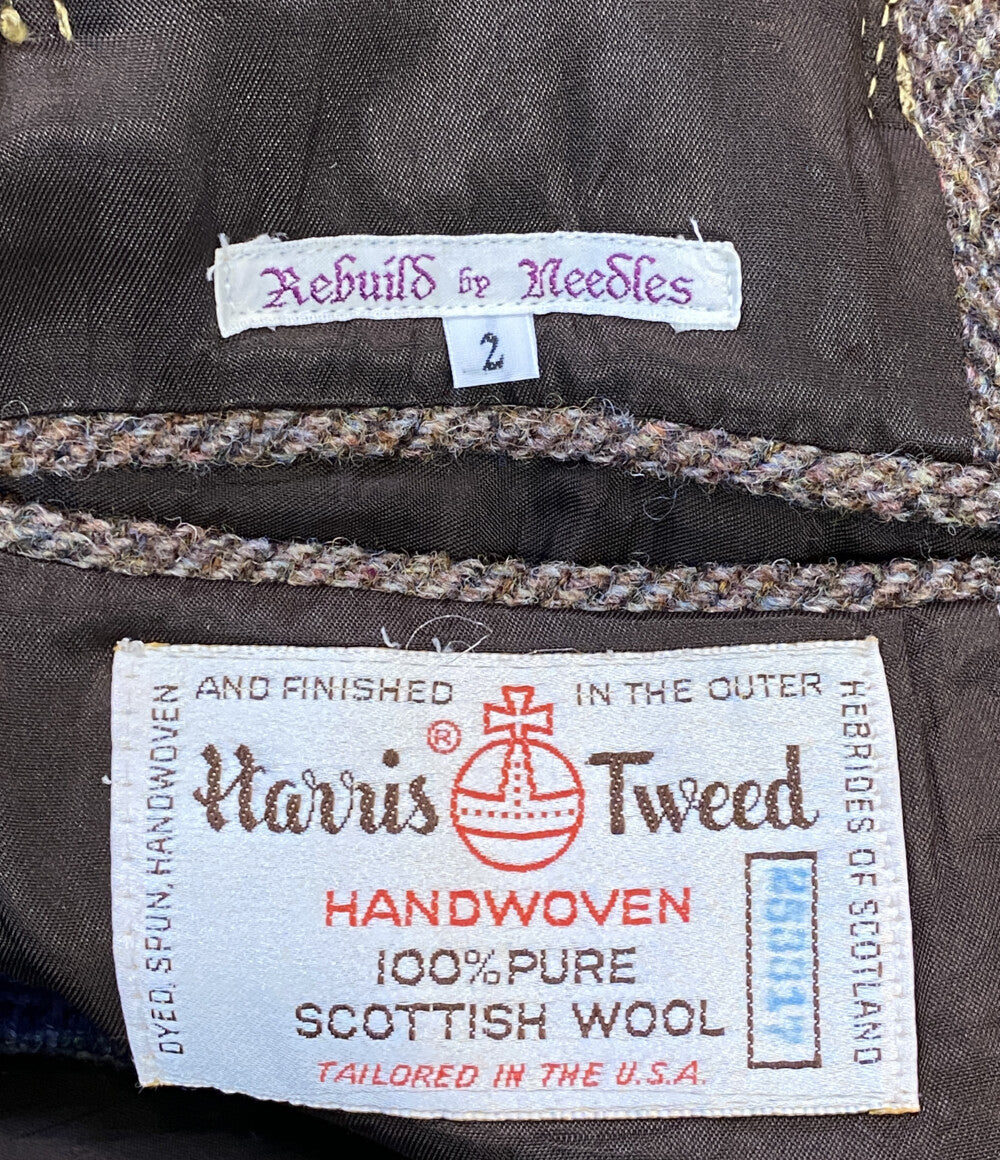 Rebuild by Needles
2
DYED, SPUN, HANDWOVEN
AND FINISHED
IN THE OUTER
HEBRIDES OF SCOTLAND
Harris Tweed
®
HANDWOVEN
100% PURE
SCOTTISH WOOL
TAILORED IN THE U.S.A.